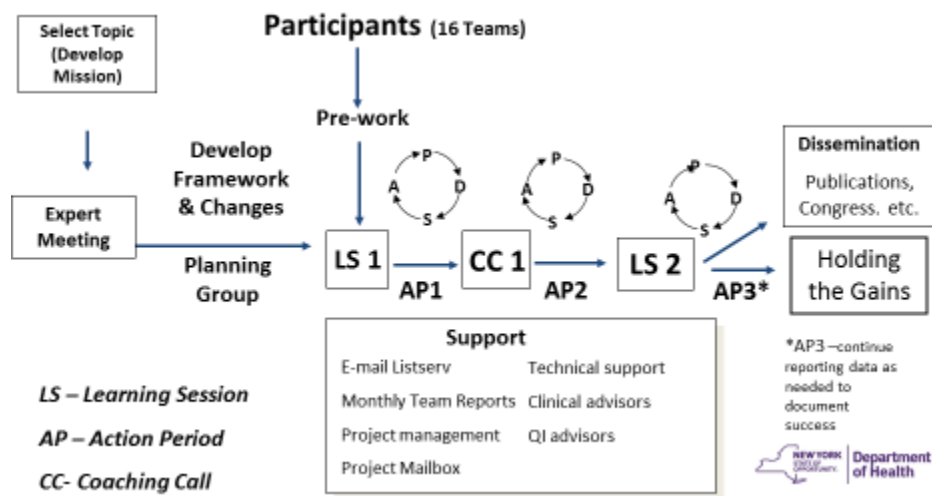 Select Topic
(Develop
Mission)
Participants (16 Teams)
Pre-work
Develop
Framework
& Changes
Expert
Meeting
Planning
Group
P
D
S
A
P
D
S
A
P
D
S
A
LS 1
AP1
CC 1
AP2
LS 2
AP3*
Dissemination
Publications,
Congress. etc.
Holding
the Gains
*AP3 –continue
reporting data as
needed to
document
success
Support
E-mail Listserv
Monthly Team Reports
Project management
Project Mailbox
Technical support
Clinical advisors
QI advisors
LS – Learning Session
AP – Action Period
CC- Coaching Call
NEW YORK
STATE OF
OPPORTUNITY.
Department
of Health